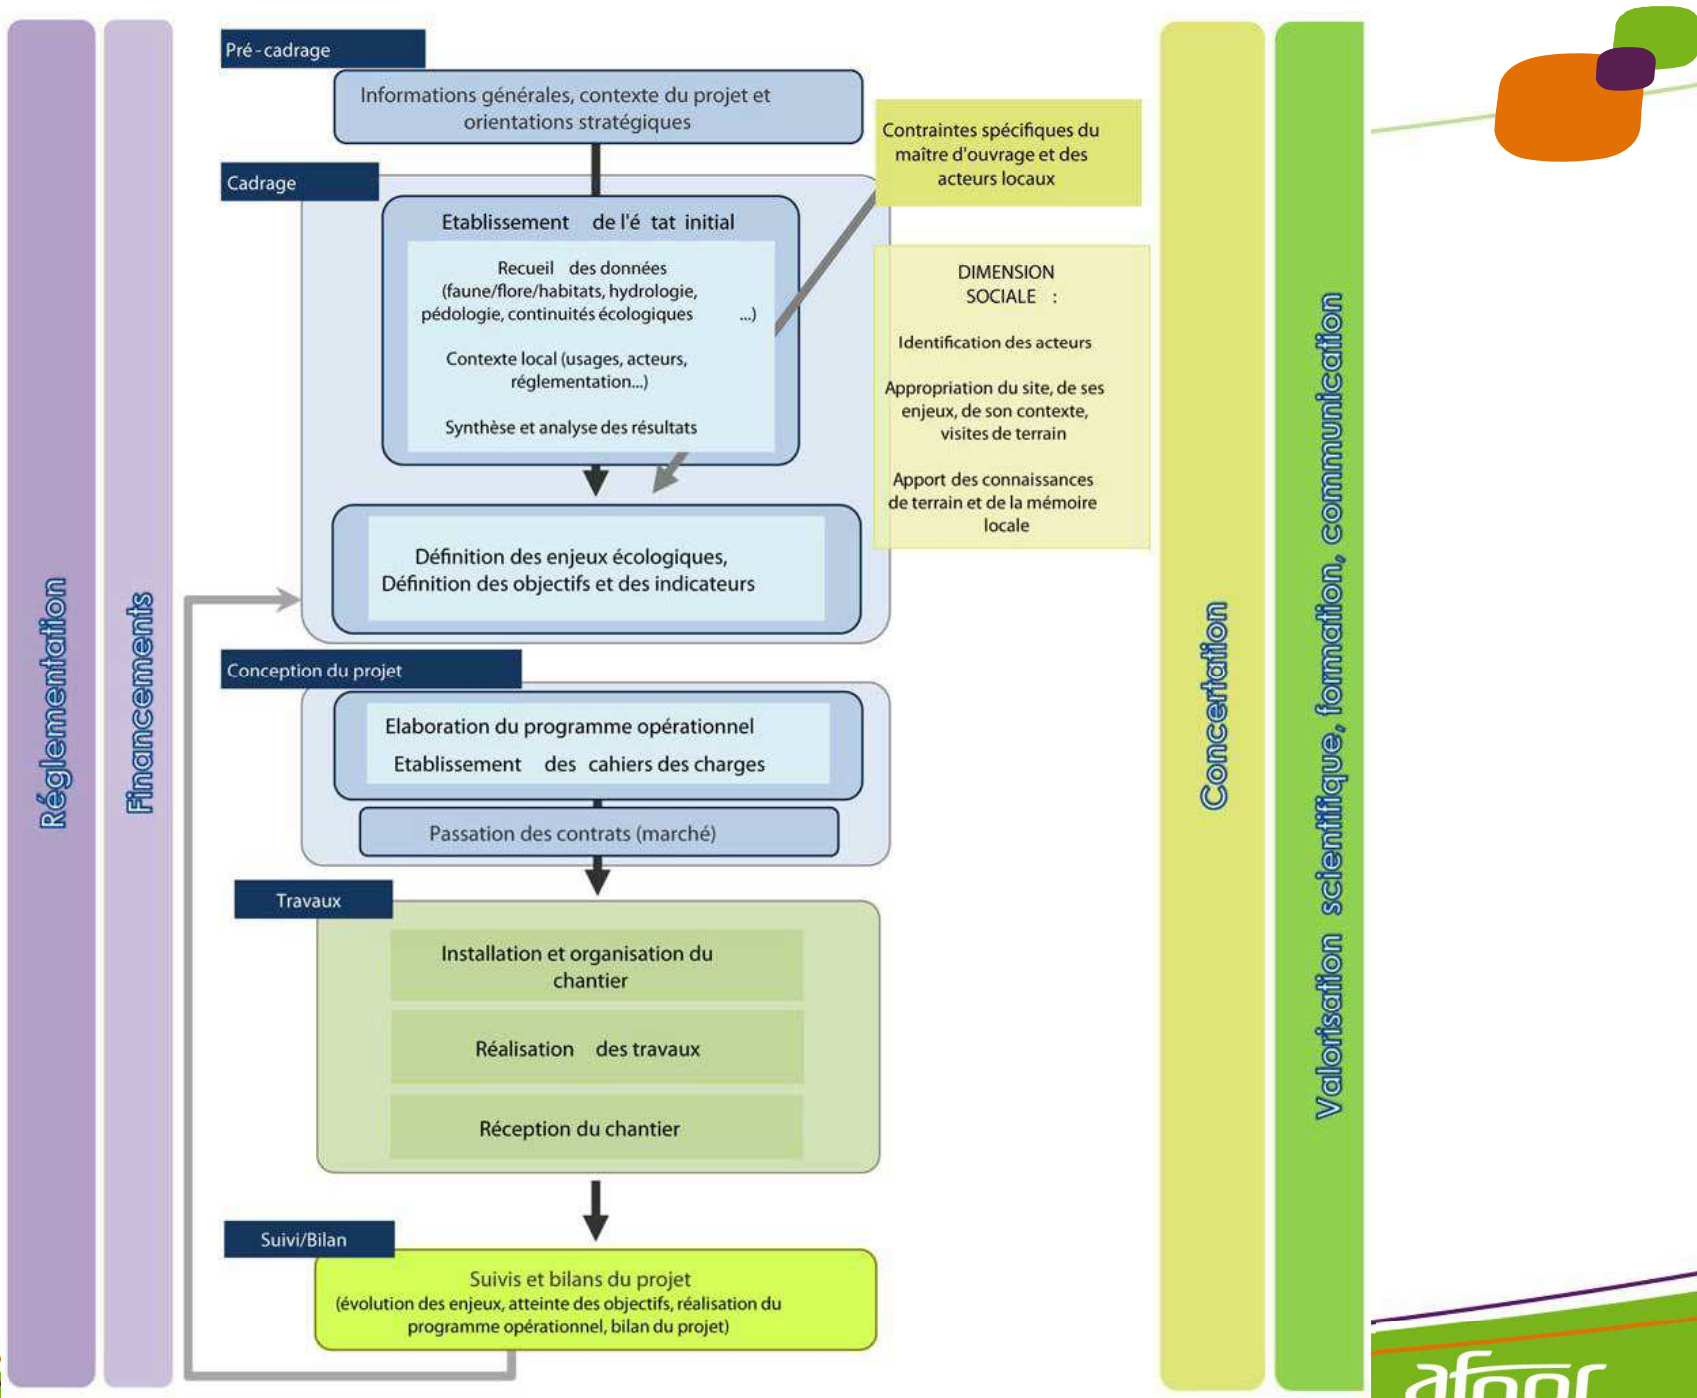 Réglementation
Financements
Pré-cadrage
Informations générales, contexte du projet et
orientations stratégiques
Contraintes spécifiques du
maître d'ouvrage et des
acteurs locaux
Cadrage
Etablissement de l'é tat initial
Recueil des données
(faune/flore/habitats, hydrologie,
pédologie, continuités écologiques ...)
Contexte local (usages, acteurs,
réglementation...)
Synthèse et analyse des résultats
DIMENSION
SOCIALE :
Identification des acteurs
Appropriation du site, de ses
enjeux, de son contexte,
visites de terrain
Apport des connaissances
de terrain et de la mémoire
locale
Définition des enjeux écologiques,
Définition des objectifs et des indicateurs
Conception du projet
Elaboration du programme opérationnel
Etablissement des cahiers des charges
Passation des contrats (marché)
Travaux
Installation et organisation du
chantier
Réalisation des travaux
Réception du chantier
Suivi/Bilan
Suivis et bilans du projet
(évolution des enjeux, atteinte des objectifs, réalisation du
programme opérationnel, bilan du projet)
Concertation
Valorisation scientifique, formation, communication
afnor